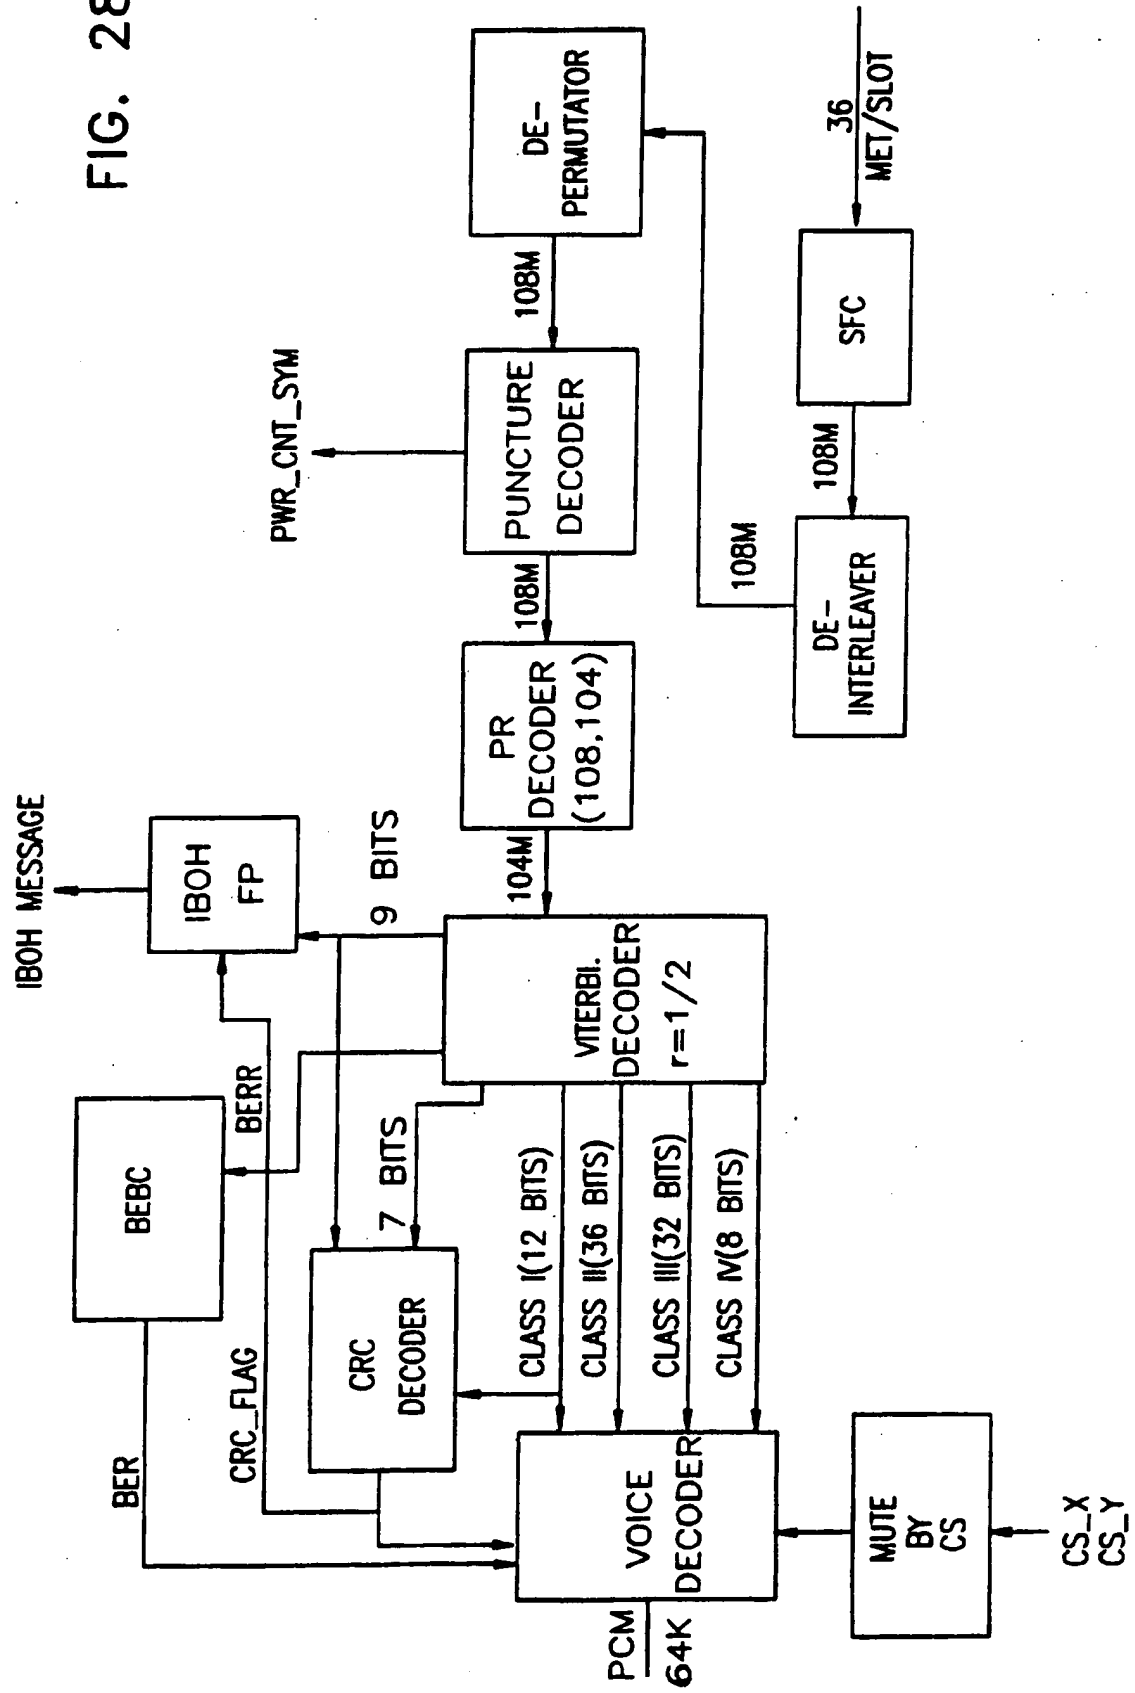 FIG. 28
36
MET/SLOT
SFC
108M
DE-
INTERLEAVER
108M
DE-
PERMUTATOR
108M
PUNCTURE
DECODER
PWR_CNT_SYM
108M
PR
DECODER
(108,104)
104M
VITERBI.
DECODER
r=1/2
9 BITS
IBOH
FP
IBOH MESSAGE
BERR
BEBC
BER
7 BITS
CRC
DECODER
CRC_FLAG
CLASS I(12 BITS)
CLASS II(36 BITS)
CLASS III(32 BITS)
CLASS IV(8 BITS)
VOICE
DECODER
PCM
64K
MUTE
BY
CS
CS_X
CS_Y